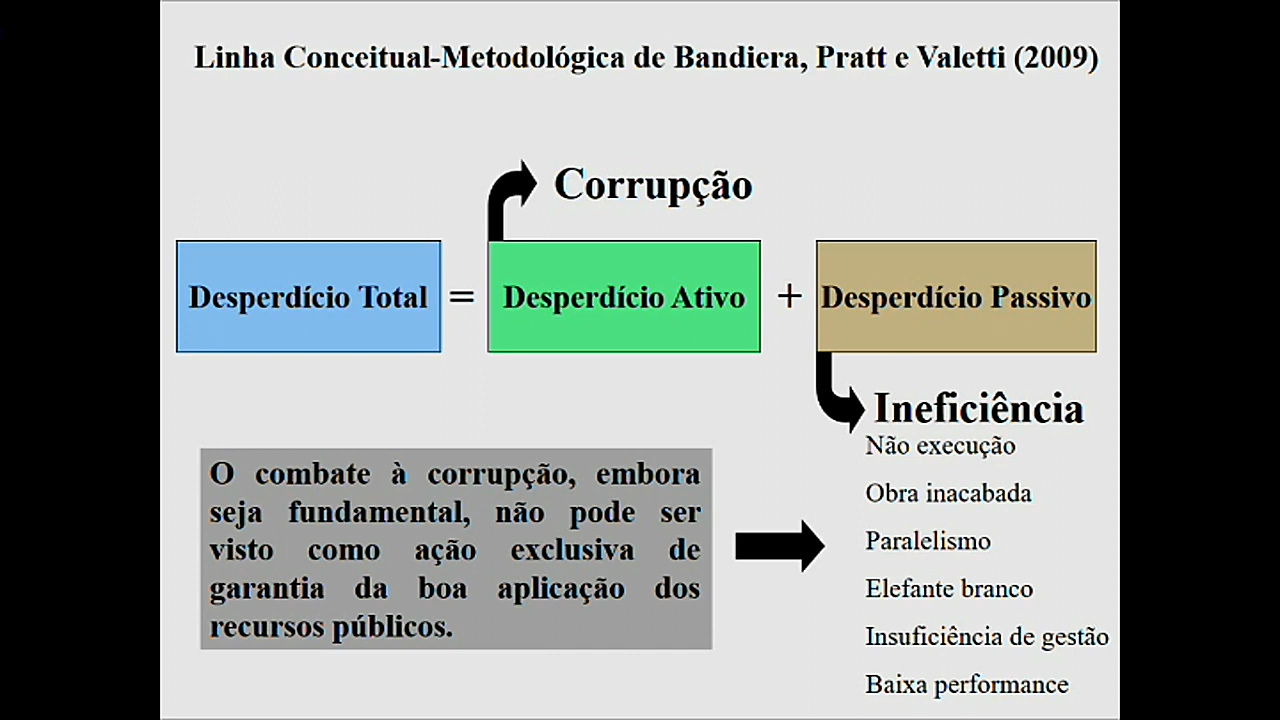 Linha Conceitual-Metodológica de Bandiera, Pratt e Valetti (2009)
Corrupção
Desperdício Total = Desperdício Ativo + Desperdício Passivo
Ineficiência
Não execução
Obra inacabada
Paralelismo
Elefante branco
Insuficiência de gestão
Baixa performance
O combate à corrupção, embora
seja fundamental, não pode ser
visto como ação exclusiva de
garantia da boa aplicação dos
recursos públicos.